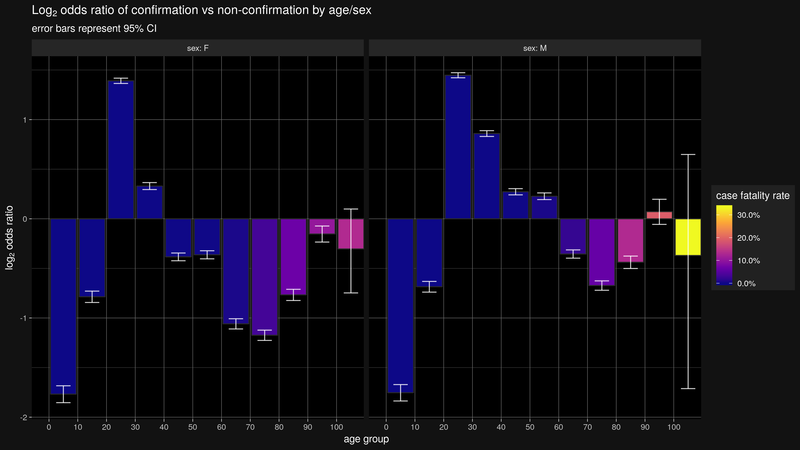 Log₂ odds ratio of confirmation vs non-confirmation by age/sex
error bars represent 95% CI
sex: F
sex: M
log₂ odds ratio
1
0
-1
-2
0 10 20 30 40 50 60 70 80 90 100
0 10 20 30 40 50 60 70 80 90 100
age group
case fatality rate
30.0%
20.0%
10.0%
0.0%